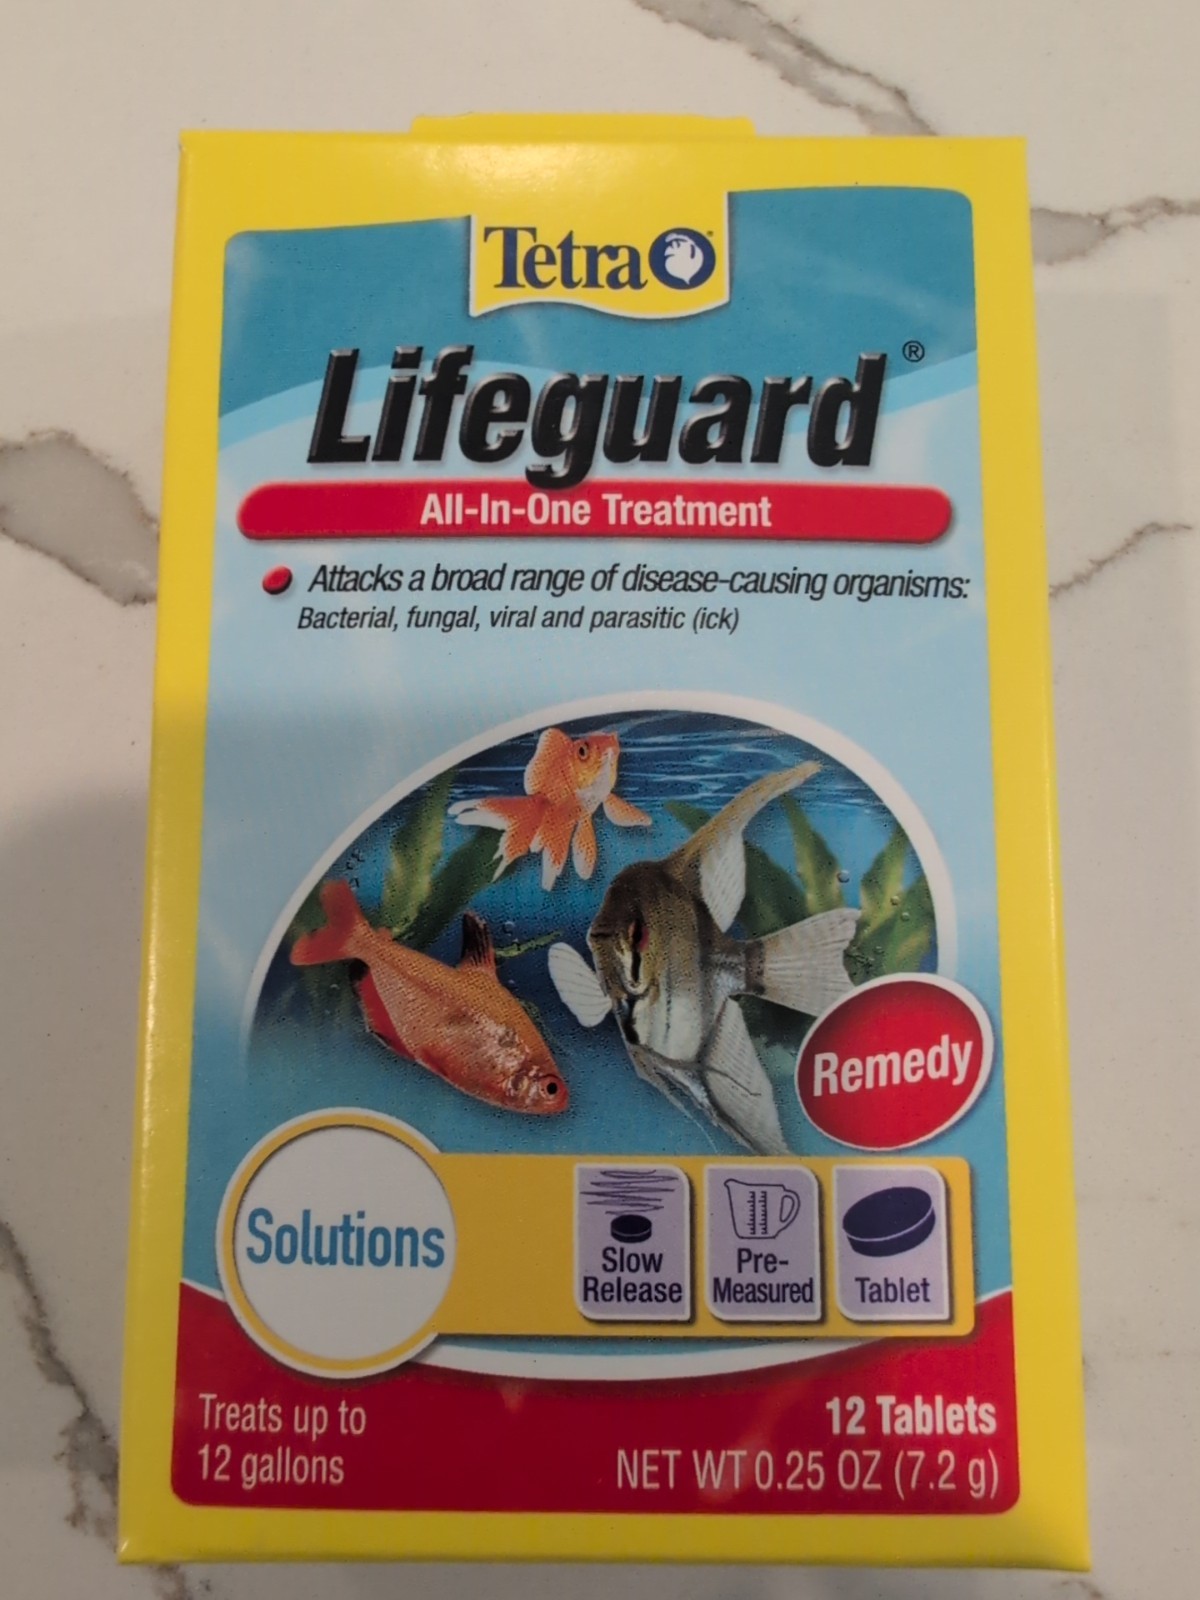 Tetra
Lifeguard®
All-In-One Treatment
Attacks a broad range of disease-causing organisms:
Bacterial, fungal, viral and parasitic (ick)
Remedy
Solutions
Slow
Release
Pre-
Measured
Tablet
Treats up to
12 gallons
12 Tablets
NET WT 0.25 OZ (7.2 g)